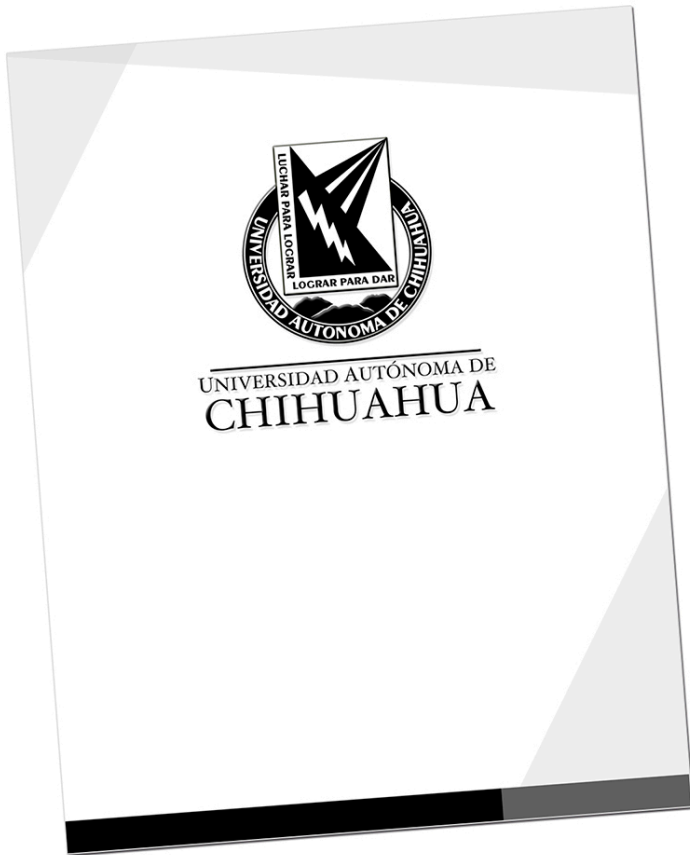 LUCHAR PARA LOGRAR
LOGRAR PARA DAR
UNIVERSIDAD AUTONOMA DE CHIHUAHUA
UNIVERSIDAD AUTÓNOMA DE
CHIHUAHUA